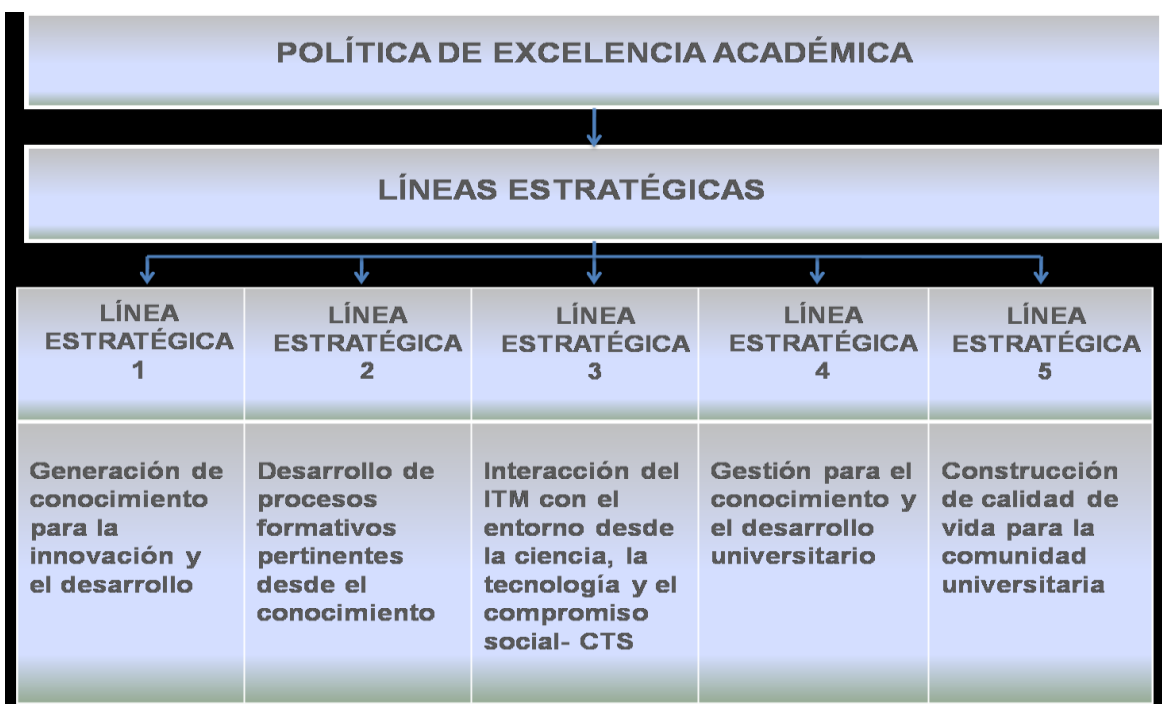 POLÍTICA DE EXCELENCIA ACADÉMICA
LÍNEAS ESTRATÉGICAS
LÍNEA
ESTRATÉGICA
1
LÍNEA
ESTRATÉGICA
2
LÍNEA
ESTRATÉGICA
3
LÍNEA
ESTRATÉGICA
4
LÍNEA
ESTRATÉGICA
5
Generación de
conocimiento
para la
innovación y
el desarrollo
Desarrollo de
procesos
formativos
pertinentes
desde el
conocimiento
Interacción del
ITM con el
entorno desde
la ciencia, la
tecnología y el
compromiso
social- CTS
Gestión para el
conocimiento y
el desarrollo
universitario
Construcción
de calidad de
vida para la
comunidad
universitaria